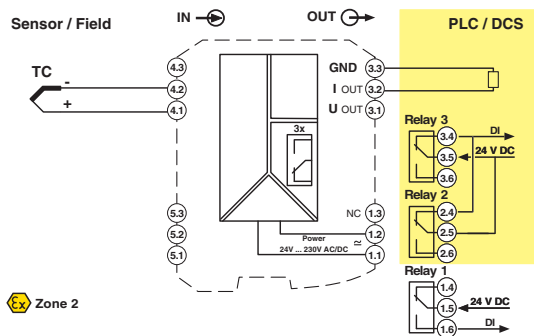 Sensor / Field
IN
OUT
PLC / DCS
TC
-
+
4.3
4.2
4.1
GND 3.3
I OUT 3.2
U OUT 3.1
3x
Relay 3
3.4 DI
3.5 24 V DC
3.6
Relay 2
2.4
2.5
2.6
5.3
5.2
5.1
NC 1.3
Power ≃ 1.2
24V ... 230V AC/DC 1.1
Relay 1
1.4
1.5 24 V DC
1.6 DI
Ex Zone 2